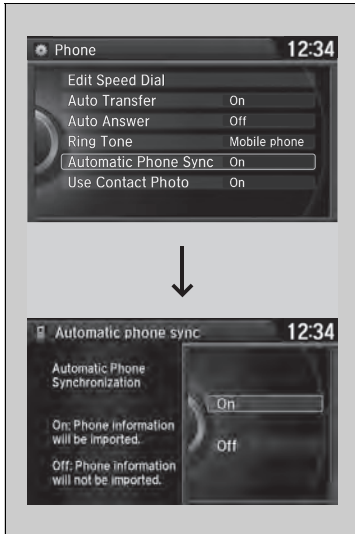 Phone 12:34
Edit Speed Dial
Auto Transfer On
Auto Answer Off
Ring Tone Mobile phone
Automatic Phone Sync On
Use Contact Photo On
Automatic phone sync 12:34
Automatic Phone
Synchronization
On
On: Phone information
will be imported.
Off
Off: Phone information
will not be imported.